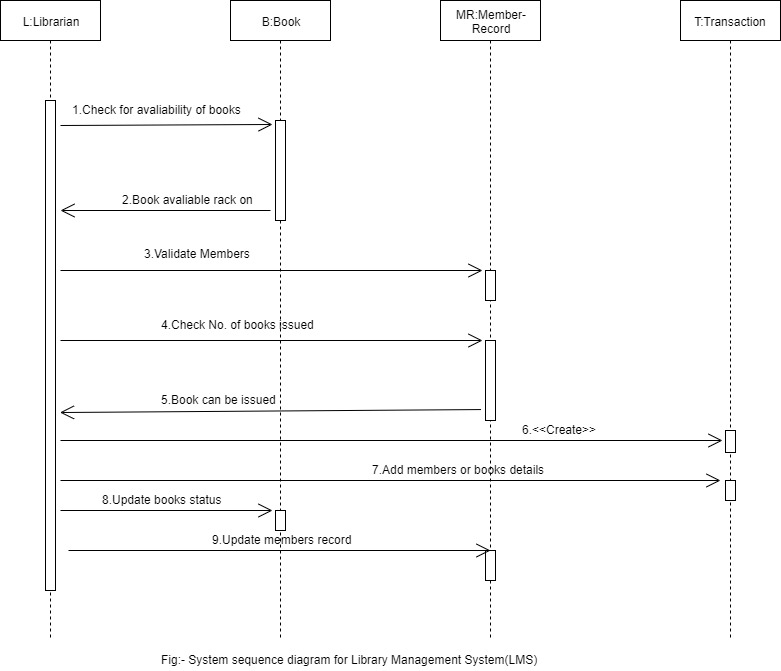 L:Librarian
B:Book
MR:Member-
Record
T:Transaction
1.Check for avaliability of books
2.Book avaliable rack on
3.Validate Members
4.Check No. of books issued
5.Book can be issued
6.<<Create>>
7.Add members or books details
8.Update books status
9.Update members record
Fig:- System sequence diagram for Library Management System(LMS)